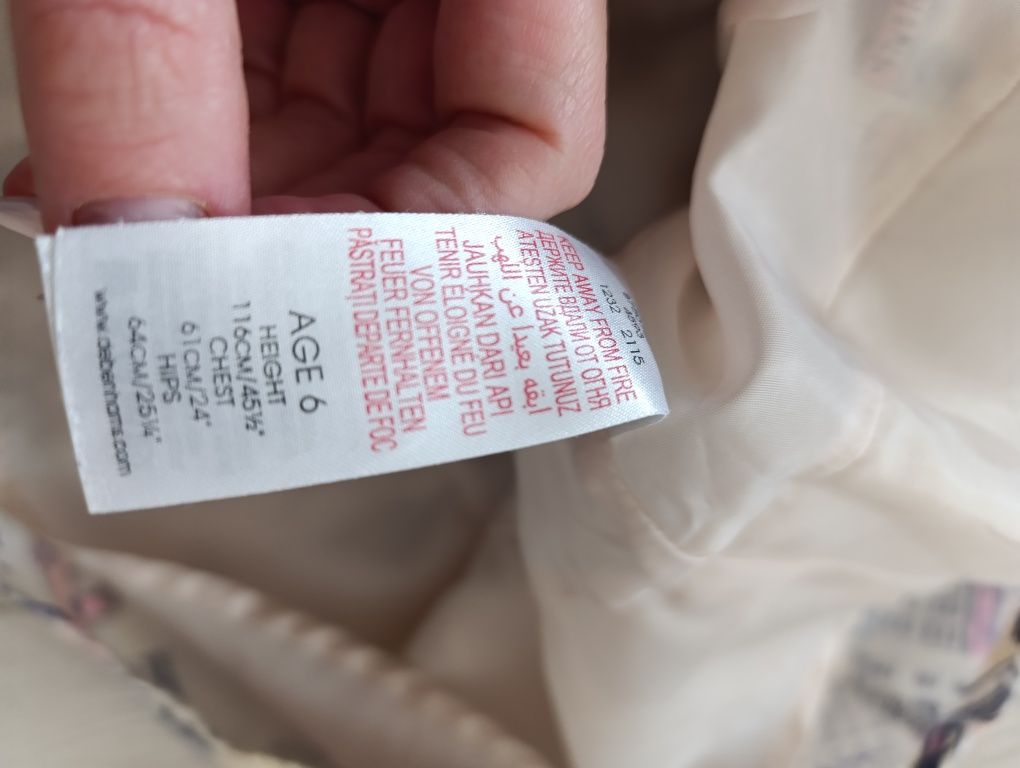 1232 2115
KEEP AWAY FROM FIRE
ДЕРЖИТЕ ВДАЛИ ОТ ОГНЯ
ATEŞTEN UZAK TUTUNUZ
ابقه بعيدا عن اللهب
JAUHKAN DARI API
TENIR ELOIGNE DU FEU
VON OFFENEM
FEUER FERNHALTEN
PĂSTRAȚI DEPARTE DE FOC
AGE 6
HEIGHT
116CM/45½"
CHEST
61CM/24"
HIPS
64CM/25¼"
www.debenhams.com